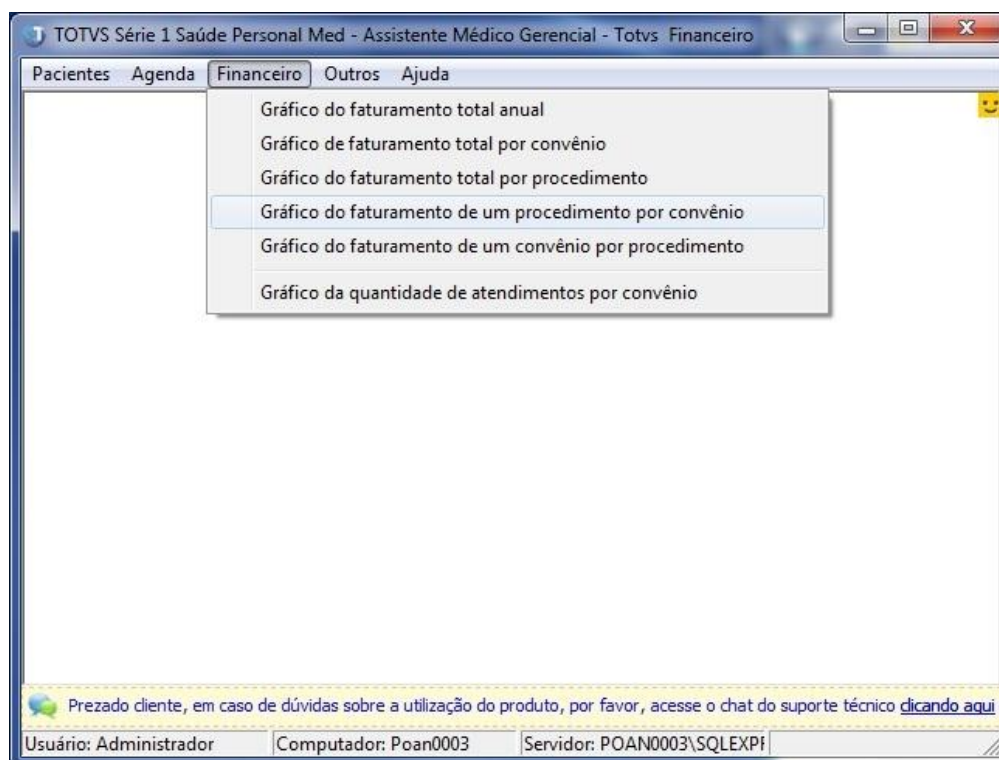 TOTVS Série 1 Saúde Personal Med - Assistente Médico Gerencial - Totvs Financeiro
Pacientes Agenda Financeiro Outros Ajuda
Gráfico do faturamento total anual
Gráfico de faturamento total por convênio
Gráfico do faturamento total por procedimento
Gráfico do faturamento de um procedimento por convênio
Gráfico do faturamento de um convênio por procedimento
Gráfico da quantidade de atendimentos por convênio
Prezado cliente, em caso de dúvidas sobre a utilização do produto, por favor, acesse o chat do suporte técnico clicando aqui
Usuário: Administrador Computador: Poan0003 Servidor: POAN0003\SQLEXPR